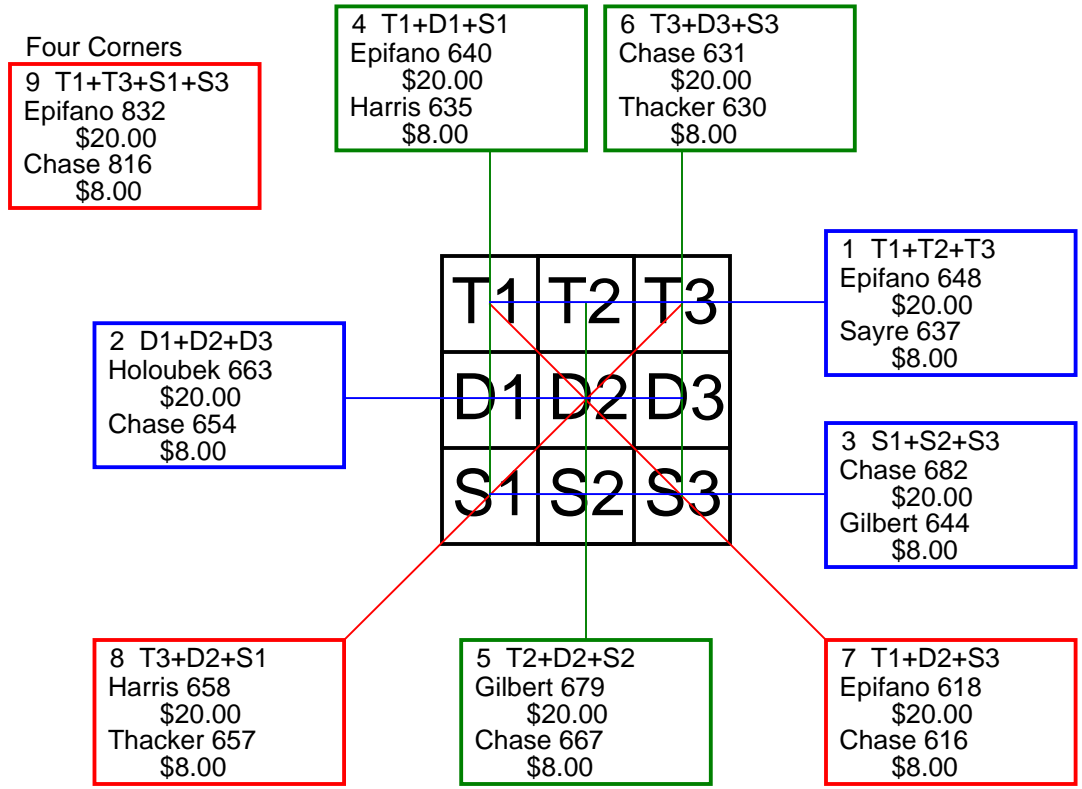 Four Corners
9 T1+T3+S1+S3
Epifano 832
$20.00
Chase 816
$8.00
4 T1+D1+S1
Epifano 640
$20.00
Harris 635
$8.00
6 T3+D3+S3
Chase 631
$20.00
Thacker 630
$8.00
1 T1+T2+T3
Epifano 648
$20.00
Sayre 637
$8.00
2 D1+D2+D3
Holoubek 663
$20.00
Chase 654
$8.00
T1 T2 T3
D1 D2 D3
S1 S2 S3
3 S1+S2+S3
Chase 682
$20.00
Gilbert 644
$8.00
8 T3+D2+S1
Harris 658
$20.00
Thacker 657
$8.00
5 T2+D2+S2
Gilbert 679
$20.00
Chase 667
$8.00
7 T1+D2+S3
Epifano 618
$20.00
Chase 616
$8.00